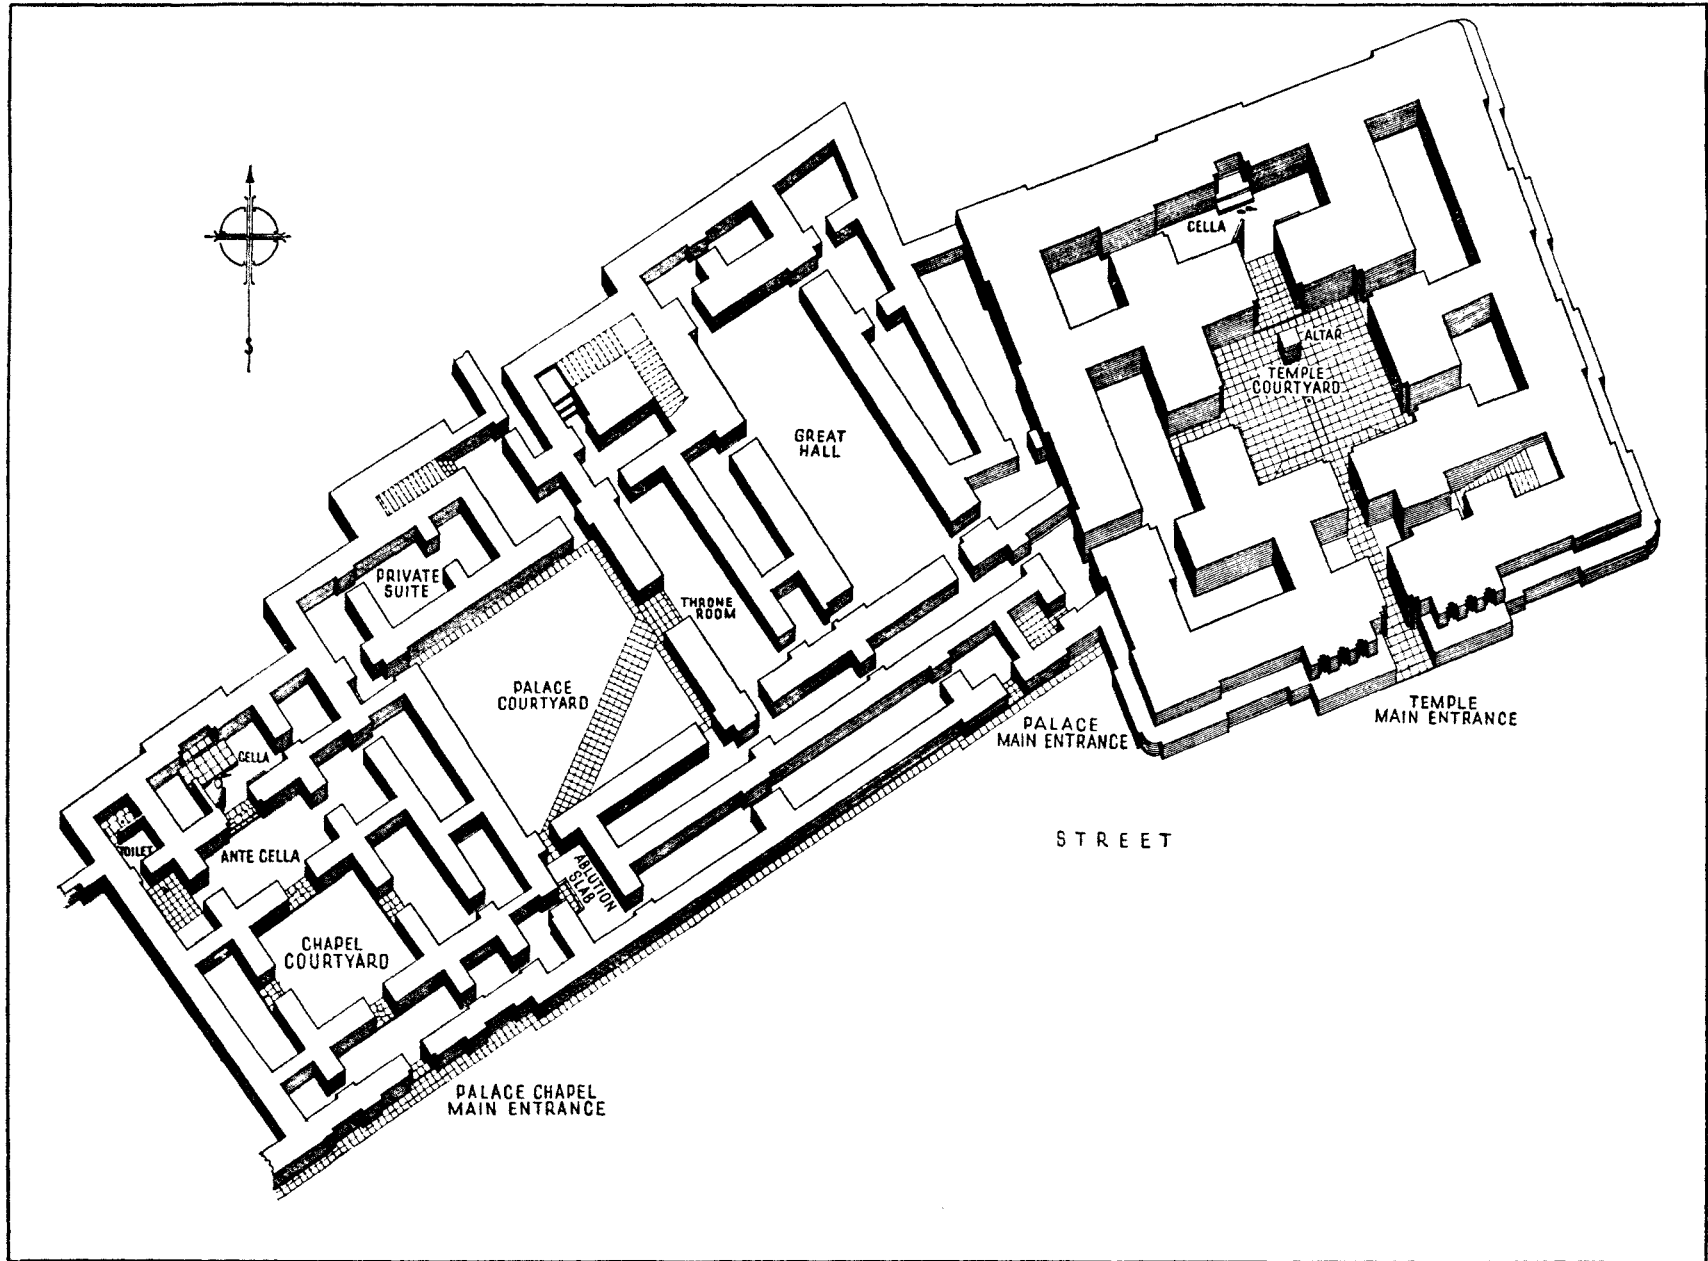 S
CELLA
ALTAR
TEMPLE
COURTYARD
GREAT
HALL
PRIVATE
SUITE
THRONE
ROOM
PALACE
COURTYARD
PALACE
MAIN ENTRANCE
TEMPLE
MAIN ENTRANCE
CELLA
TOILET
ANTE CELLA
ABLUTION
SLAB
STREET
CHAPEL
COURTYARD
PALACE CHAPEL
MAIN ENTRANCE